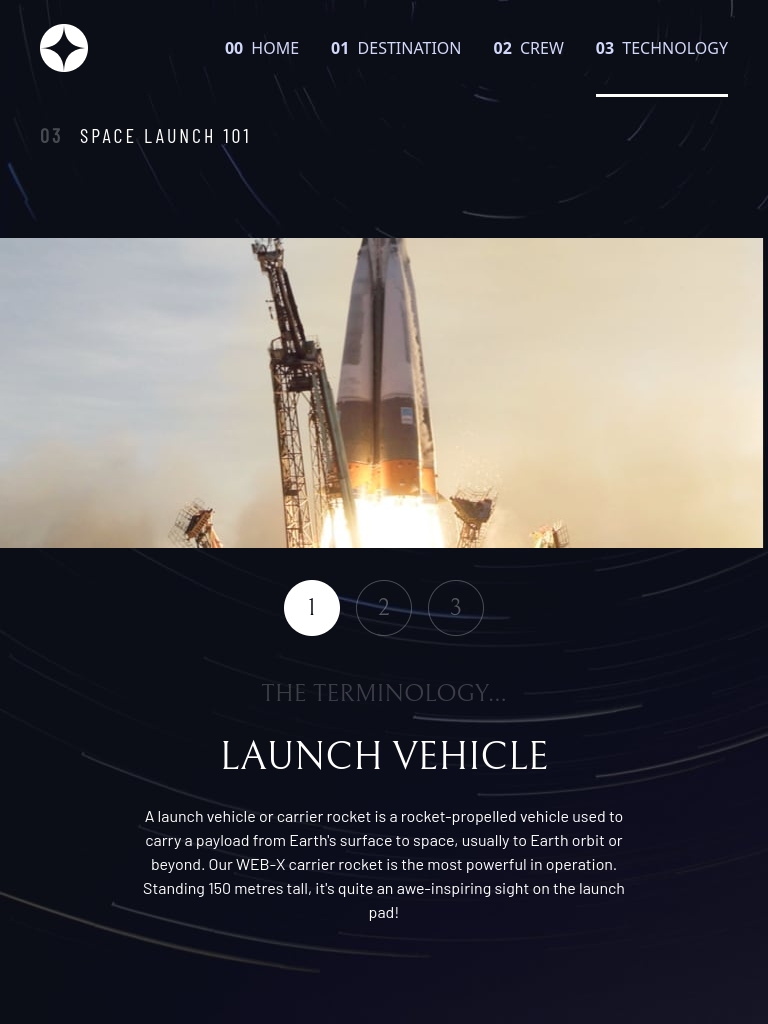 00 HOME 01 DESTINATION 02 CREW 03 TECHNOLOGY
03 SPACE LAUNCH 101
1 2 3
THE TERMINOLOGY...
LAUNCH VEHICLE
A launch vehicle or carrier rocket is a rocket-propelled vehicle used to
carry a payload from Earth's surface to space, usually to Earth orbit or
beyond. Our WEB-X carrier rocket is the most powerful in operation.
Standing 150 metres tall, it's quite an awe-inspiring sight on the launch
pad!